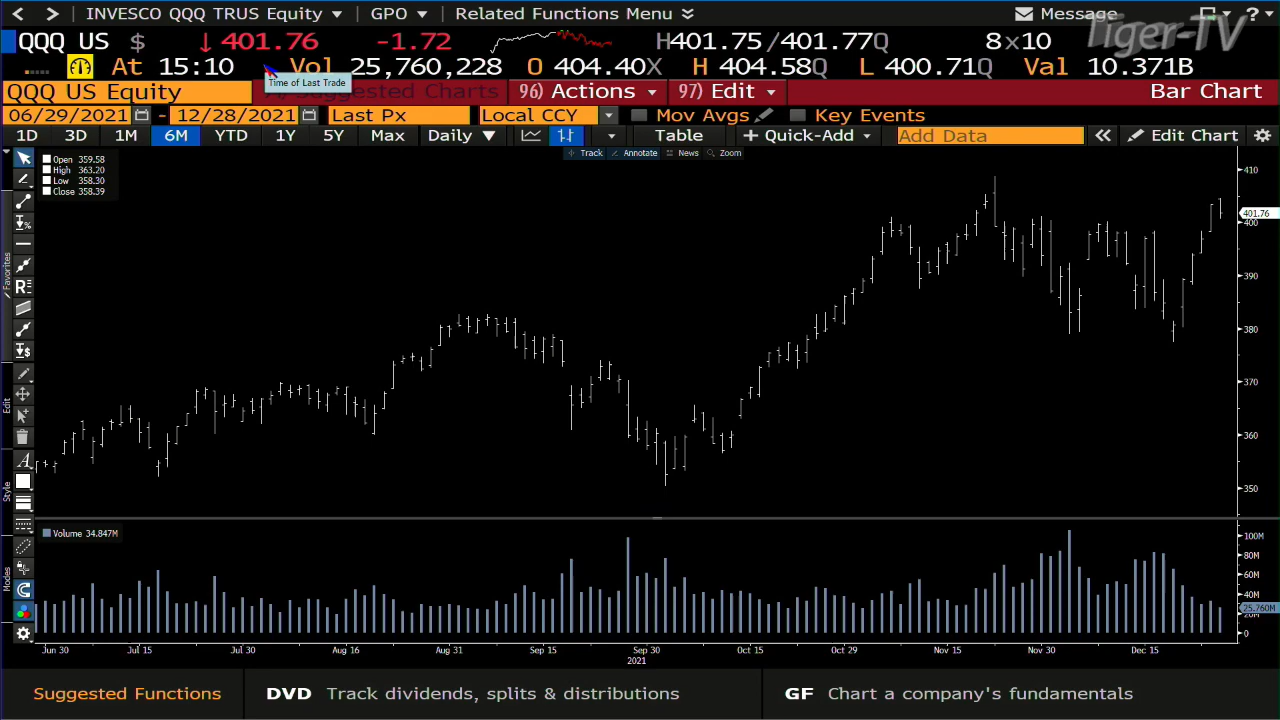 INVESCO QQQ TRUS Equity GPO Related Functions Menu Message ?
Tiger-TV
QQQ US $ ↓ 401.76 -1.72 H401.75/401.77Q 8×10
At 15:10 Vol 25,760,228 O 404.40X H 404.58Q L 400.71Q Val 10.371B
Time of Last Trade
QQQ US Equity Suggested Charts 96) Actions 97) Edit Bar Chart
06/29/2021 - 12/28/2021 Last Px Local CCY Mov Avgs Key Events
1D 3D 1M 6M YTD 1Y 5Y Max Daily ▼ Table + Quick-Add Add Data « Edit Chart
Track Annotate News Zoom
Open 359.58
High 363.20
Low 358.30
Close 358.39
410
401.76
400
390
380
370
360
350
Favorites
Edit
Style
Modes
Volume 34.847M
100M
80M
60M
40M
25.760M
20M
0
Jun 30 Jul 15 Jul 30 Aug 16 Aug 31 Sep 15 Sep 30 Oct 15 Oct 29 Nov 15 Nov 30 Dec 15
2021
Suggested Functions DVD Track dividends, splits & distributions GF Chart a company's fundamentals